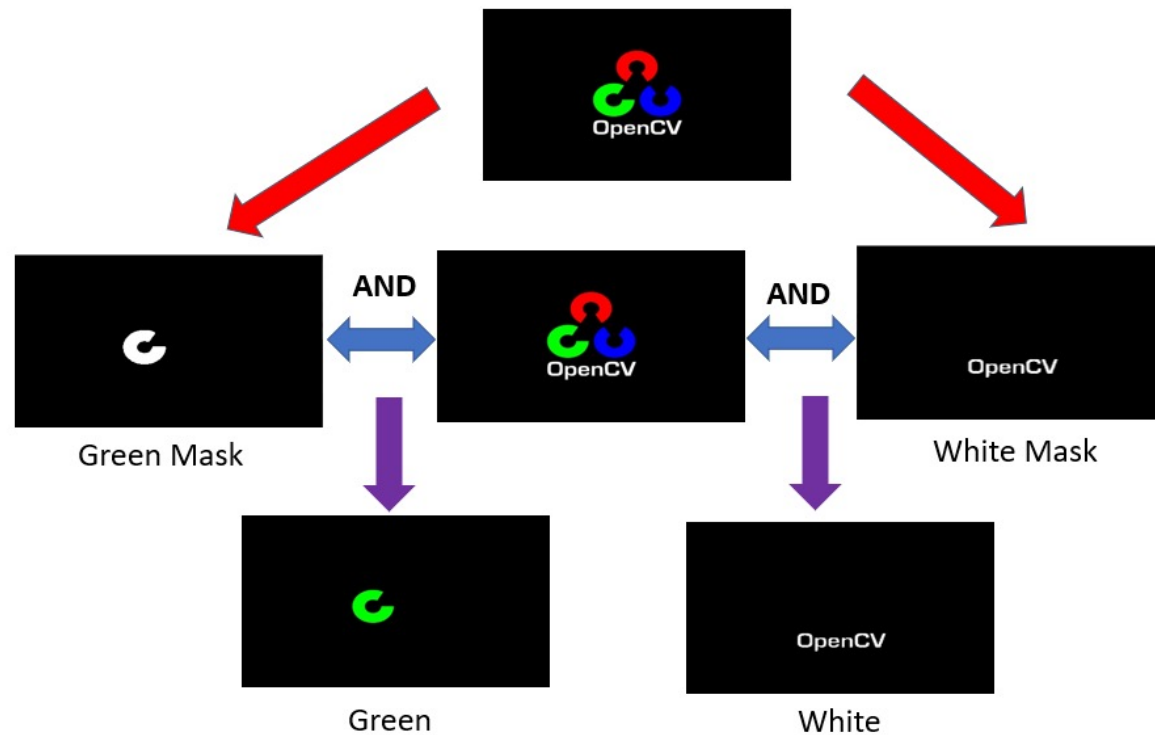 OpenCV
AND
AND
OpenCV
OpenCV
Green Mask
White Mask
OpenCV
Green
White